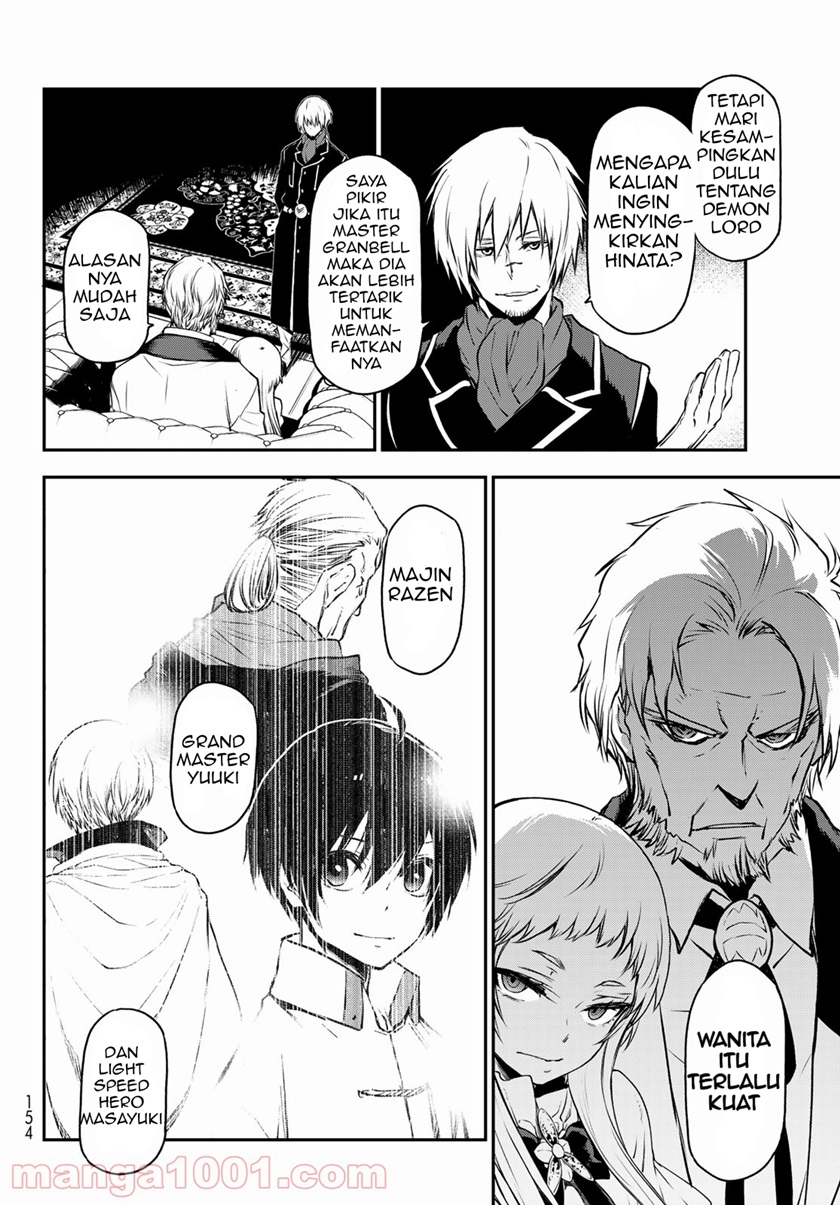 TETAPI
MARI
KESAM-
PINGKAN
DULU
TENTANG
DEMON
LORD
MENGAPA
KALIAN
INGIN
MENYING-
KIRKAN
HINATA?
SAYA
PIKIR
JIKA ITU
MASTER
GRANBELL
MAKA DIA
AKAN LEBIH
TERTARIK
UNTUK
MEMAN-
FAATKAN
NYA
ALASAN
NYA
MUDAH
SAJA
WANITA
ITU
TERLALU
KUAT
MAJIN
RAZEN
GRAND
MASTER
YUUKI
DAN
LIGHT
SPEED
HERO
MASAYUKI
154
manga1001.com